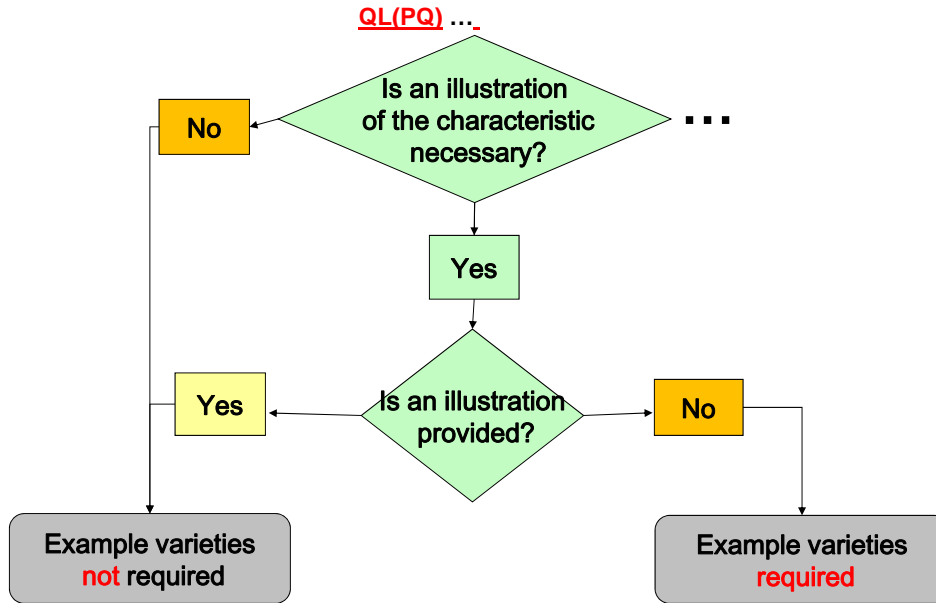 QL(PQ) …
Is an illustration
of the characteristic
necessary?
…
No
Yes
Is an illustration
provided?
Yes
No
Example varieties
not required
Example varieties
required